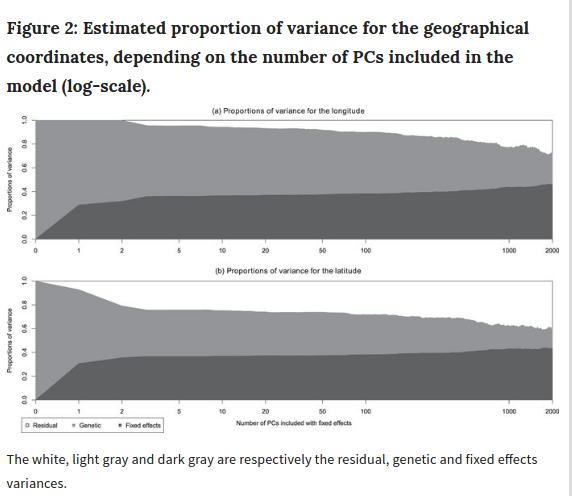 Figure 2: Estimated proportion of variance for the geographical
coordinates, depending on the number of PCs included in the
model (log-scale).
(a) Proportions of variance for the longitude
Proportions of variance
1.0
0.8
0.6
0.4
0.2
0.0
0 1 2 5 10 20 50 100 1000 2000
(b) Proportions of variance for the latitude
Proportions of variance
1.0
0.8
0.6
0.4
0.2
0.0
0 1 2 5 10 20 50 100 1000 2000
Residual Genetic Fixed effects
Number of PCs included with fixed effects
The white, light gray and dark gray are respectively the residual, genetic and fixed effects
variances.